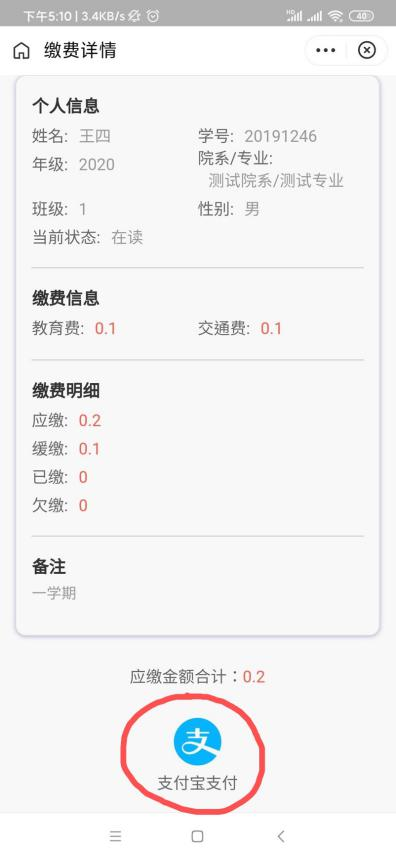 下午5:10 | 3.4KB/s
HD
40
缴费详情
个人信息
姓名: 王四 学号: 20191246
年级: 2020 院系/专业:
测试院系/测试专业
班级: 1 性别: 男
当前状态: 在读
缴费信息
教育费: 0.1 交通费: 0.1
缴费明细
应缴: 0.2
缓缴: 0.1
已缴: 0
欠缴: 0
备注
一学期
应缴金额合计：0.2
支
支付宝支付